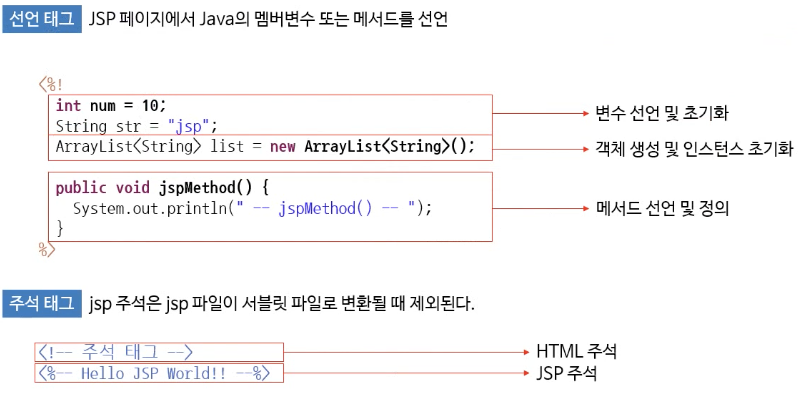 선언 태그 JSP 페이지에서 Java의 멤버변수 또는 메서드를 선언
<%!
int num = 10;
변수 선언 및 초기화
String str = "jsp";
ArrayList<String> list = new ArrayList<String>();
객체 생성 및 인스턴스 초기화
public void jspMethod() {
System.out.println(" -- jspMethod() -- ");
메서드 선언 및 정의
}
%>
주석 태그 jsp 주석은 jsp 파일이 서블릿 파일로 변환될 때 제외된다.
<!-- 주석 태그 --> HTML 주석
<%-- Hello JSP World!! --%> JSP 주석